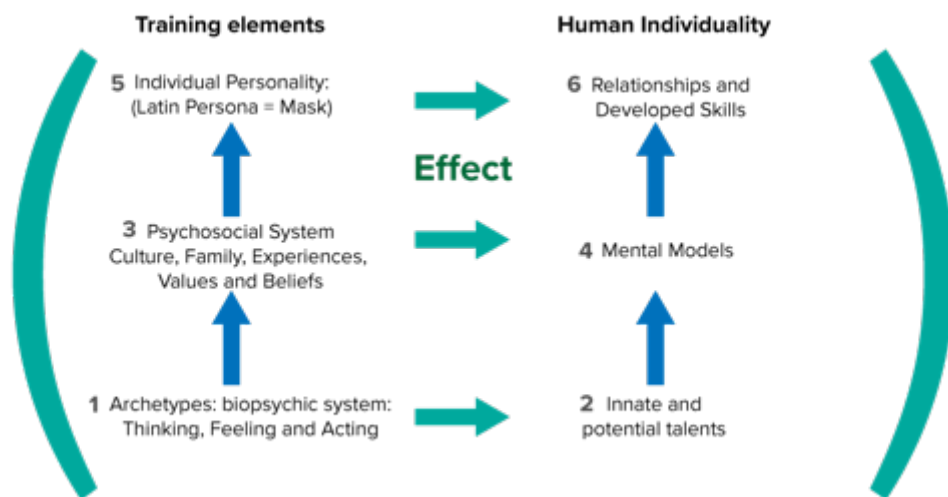 Training elements
Human Individuality
5 Individual Personality:
(Latin Persona = Mask)
6 Relationships and
Developed Skills
Effect
3 Psychosocial System
Culture, Family, Experiences,
Values and Beliefs
4 Mental Models
1 Archetypes: biopsychic system:
Thinking, Feeling and Acting
2 Innate and
potential talents